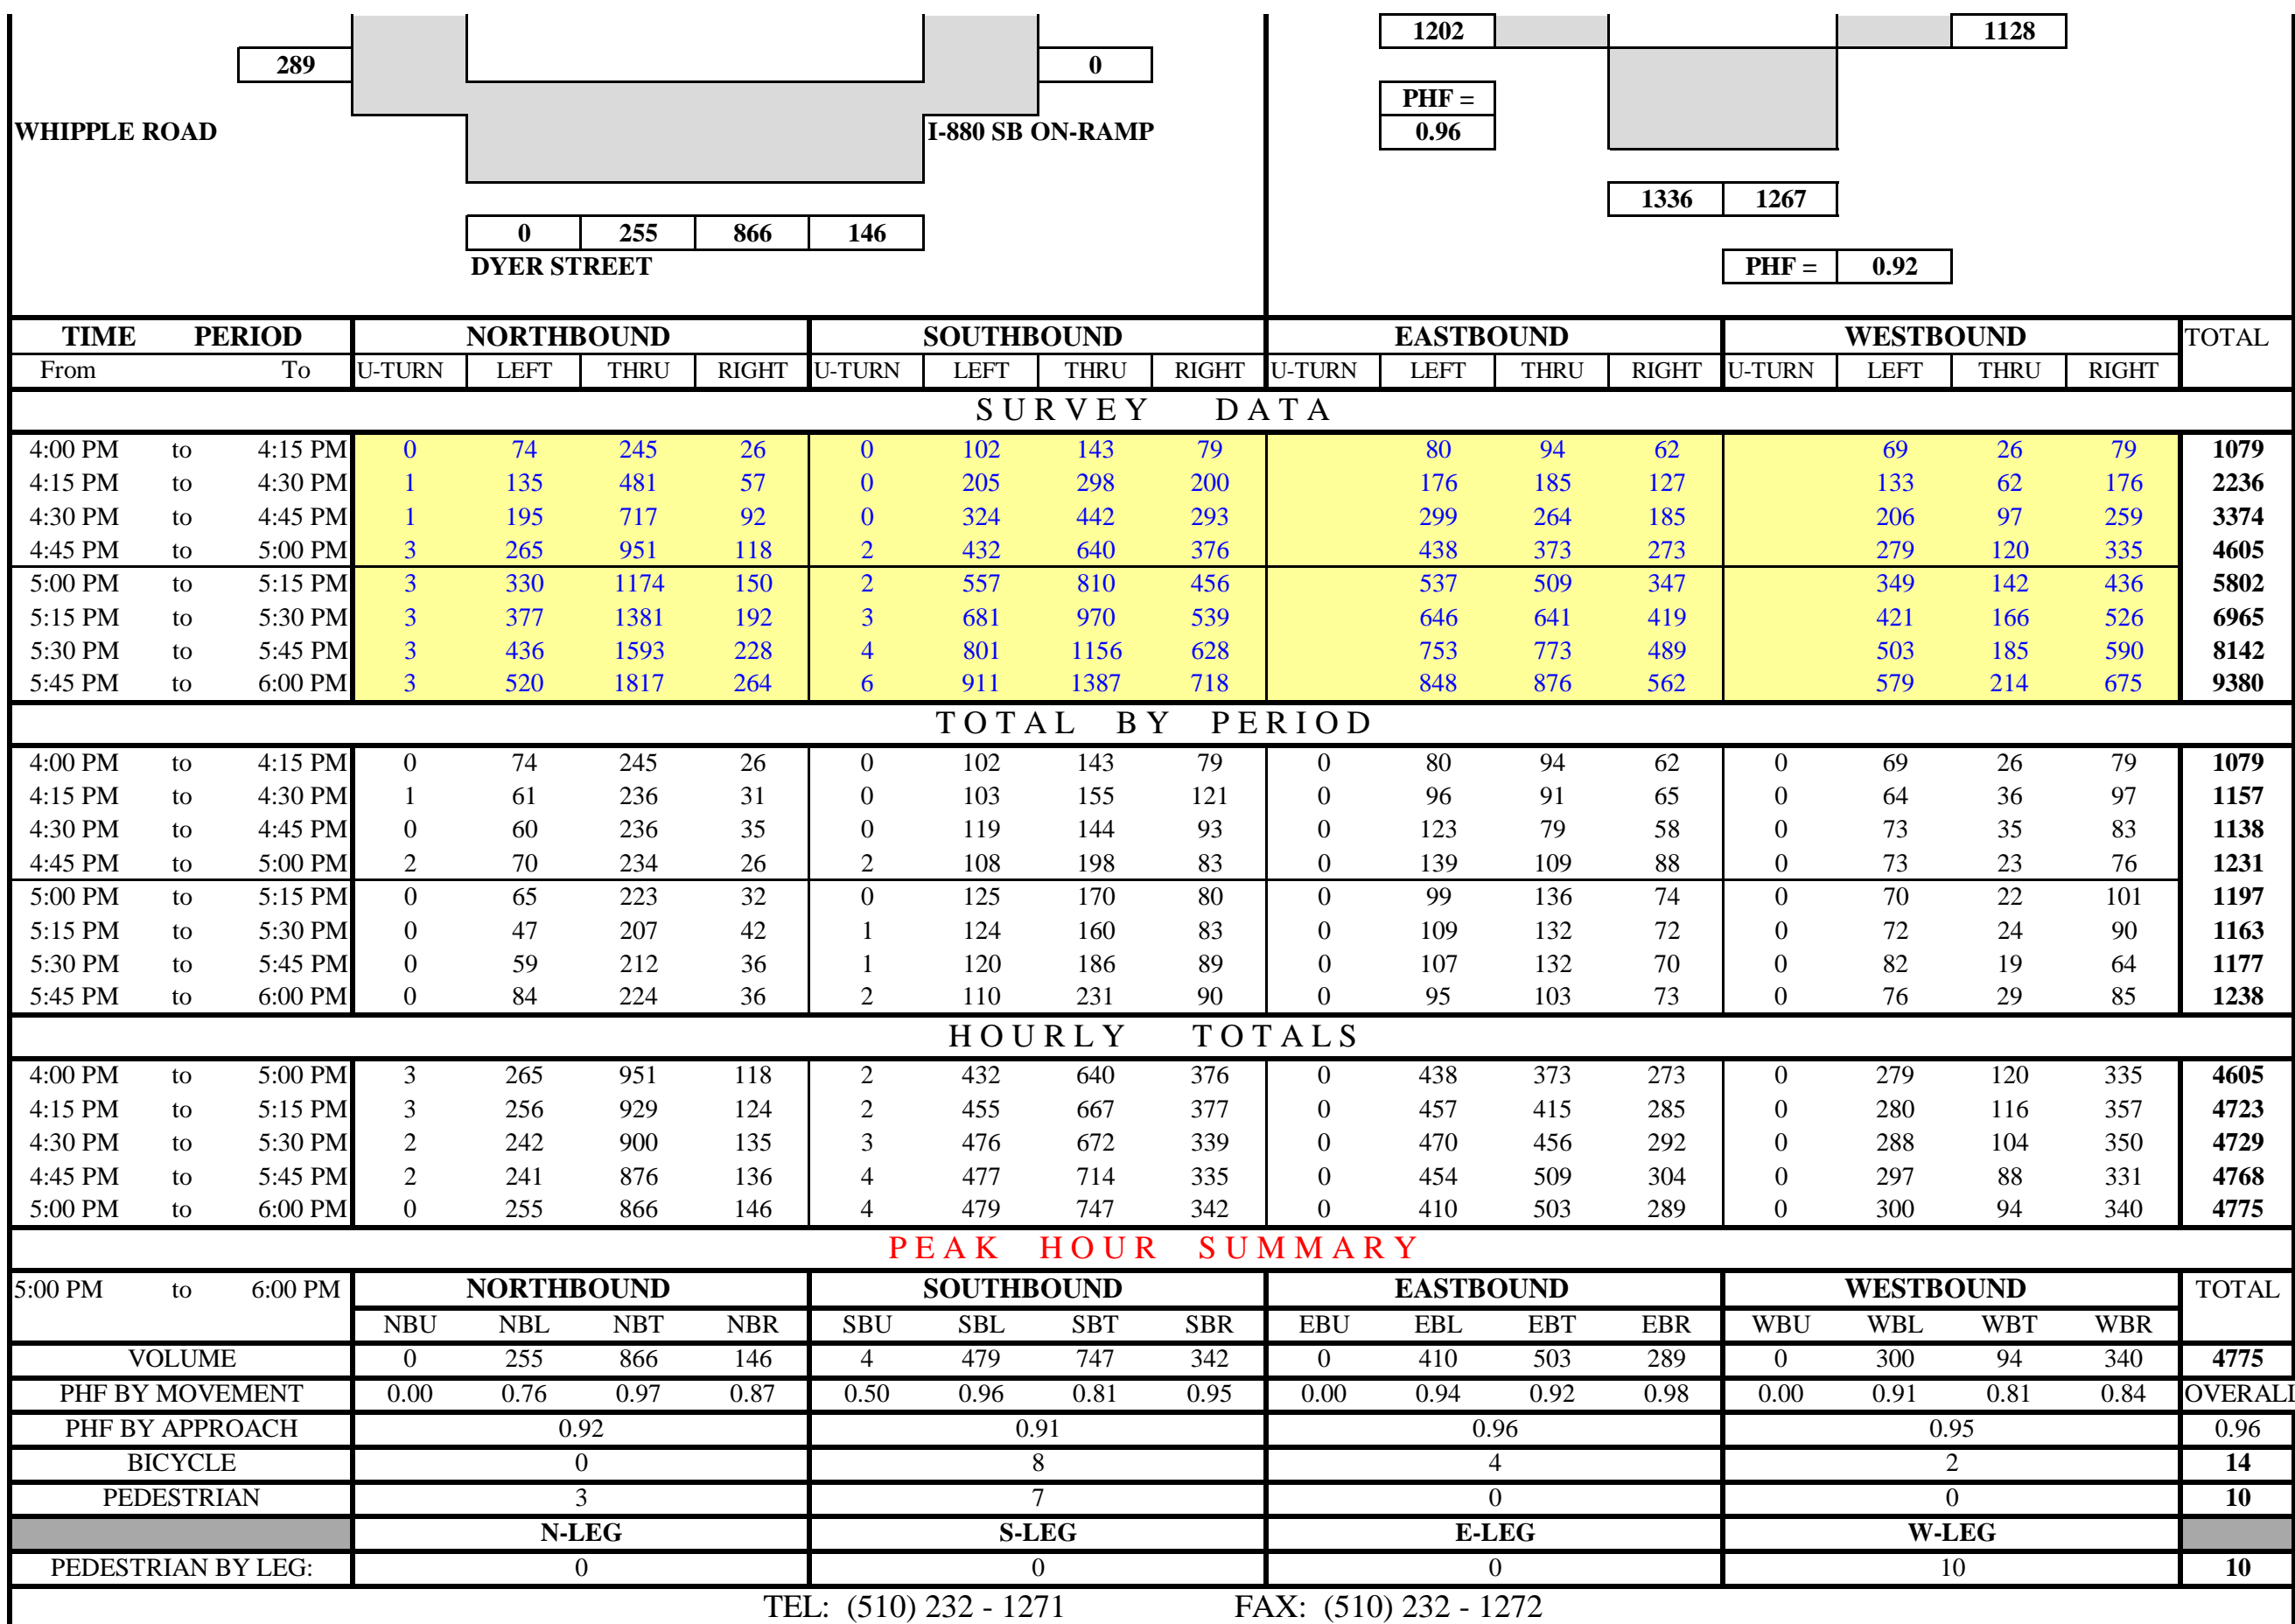 1202 1128
289 0
PHF =
WHIPPLE ROAD I-880 SB ON-RAMP 0.96
1336 1267
0 255 866 146
DYER STREET PHF = 0.92
TIME PERIOD NORTHBOUND SOUTHBOUND EASTBOUND WESTBOUND TOTAL
From To U-TURN LEFT THRU RIGHT U-TURN LEFT THRU RIGHT U-TURN LEFT THRU RIGHT U-TURN LEFT THRU RIGHT
SURVEY DATA
4:00 PM to 4:15 PM 0 74 245 26 0 102 143 79 80 94 62 69 26 79 1079
4:15 PM to 4:30 PM 1 135 481 57 0 205 298 200 176 185 127 133 62 176 2236
4:30 PM to 4:45 PM 1 195 717 92 0 324 442 293 299 264 185 206 97 259 3374
4:45 PM to 5:00 PM 3 265 951 118 2 432 640 376 438 373 273 279 120 335 4605
5:00 PM to 5:15 PM 3 330 1174 150 2 557 810 456 537 509 347 349 142 436 5802
5:15 PM to 5:30 PM 3 377 1381 192 3 681 970 539 646 641 419 421 166 526 6965
5:30 PM to 5:45 PM 3 436 1593 228 4 801 1156 628 753 773 489 503 185 590 8142
5:45 PM to 6:00 PM 3 520 1817 264 6 911 1387 718 848 876 562 579 214 675 9380
TOTAL BY PERIOD
4:00 PM to 4:15 PM 0 74 245 26 0 102 143 79 0 80 94 62 0 69 26 79 1079
4:15 PM to 4:30 PM 1 61 236 31 0 103 155 121 0 96 91 65 0 64 36 97 1157
4:30 PM to 4:45 PM 0 60 236 35 0 119 144 93 0 123 79 58 0 73 35 83 1138
4:45 PM to 5:00 PM 2 70 234 26 2 108 198 83 0 139 109 88 0 73 23 76 1231
5:00 PM to 5:15 PM 0 65 223 32 0 125 170 80 0 99 136 74 0 70 22 101 1197
5:15 PM to 5:30 PM 0 47 207 42 1 124 160 83 0 109 132 72 0 72 24 90 1163
5:30 PM to 5:45 PM 0 59 212 36 1 120 186 89 0 107 132 70 0 82 19 64 1177
5:45 PM to 6:00 PM 0 84 224 36 2 110 231 90 0 95 103 73 0 76 29 85 1238
HOURLY TOTALS
4:00 PM to 5:00 PM 3 265 951 118 2 432 640 376 0 438 373 273 0 279 120 335 4605
4:15 PM to 5:15 PM 3 256 929 124 2 455 667 377 0 457 415 285 0 280 116 357 4723
4:30 PM to 5:30 PM 2 242 900 135 3 476 672 339 0 470 456 292 0 288 104 350 4729
4:45 PM to 5:45 PM 2 241 876 136 4 477 714 335 0 454 509 304 0 297 88 331 4768
5:00 PM to 6:00 PM 0 255 866 146 4 479 747 342 0 410 503 289 0 300 94 340 4775
PEAK HOUR SUMMARY
5:00 PM to 6:00 PM NORTHBOUND SOUTHBOUND EASTBOUND WESTBOUND TOTAL
NBU NBL NBT NBR SBU SBL SBT SBR EBU EBL EBT EBR WBU WBL WBT WBR
VOLUME 0 255 866 146 4 479 747 342 0 410 503 289 0 300 94 340 4775
PHF BY MOVEMENT 0.00 0.76 0.97 0.87 0.50 0.96 0.81 0.95 0.00 0.94 0.92 0.98 0.00 0.91 0.81 0.84 OVERALL
PHF BY APPROACH 0.92 0.91 0.96 0.95 0.96
BICYCLE 0 8 4 2 14
PEDESTRIAN 3 7 0 0 10
N-LEG S-LEG E-LEG W-LEG
PEDESTRIAN BY LEG: 0 0 0 10 10
TEL: (510) 232 - 1271 FAX: (510) 232 - 1272